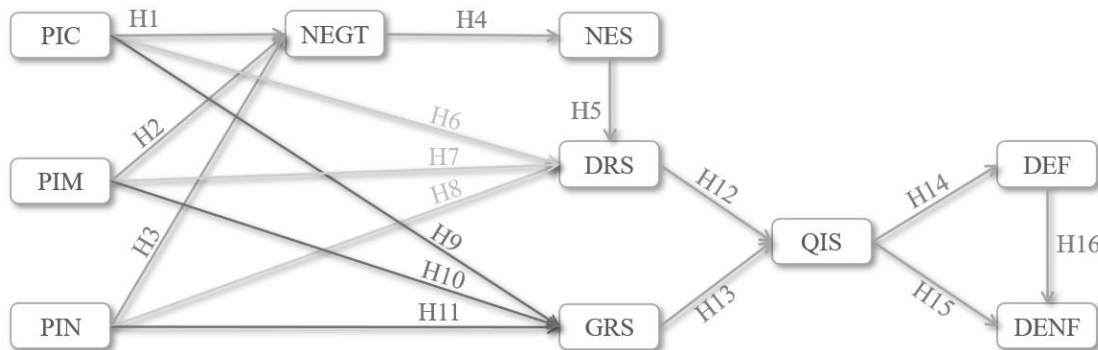 H1
H4
PIC
NEGT
NES
H6
H5
H2
H7
PIM
DRS
DEF
H8
H12
H14
H3
H9
QIS
H16
H10
H13
H15
H11
PIN
GRS
DENF